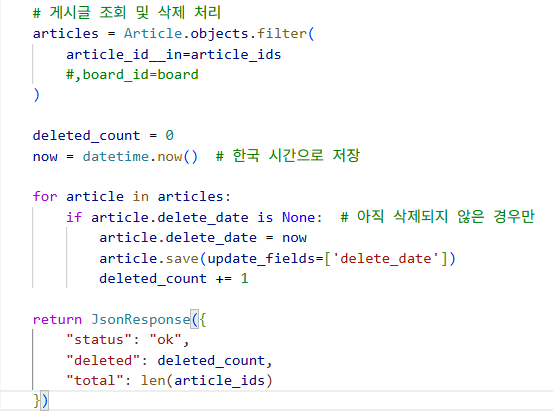 # 게시글 조회 및 삭제 처리
articles = Article.objects.filter(
    article_id__in=article_ids
    #,board_id=board
)

deleted_count = 0
now = datetime.now()  # 한국 시간으로 저장

for article in articles:
    if article.delete_date is None:  # 아직 삭제되지 않은 경우만
        article.delete_date = now
        article.save(update_fields=['delete_date'])
        deleted_count += 1

return JsonResponse({
    "status": "ok",
    "deleted": deleted_count,
    "total": len(article_ids)
})